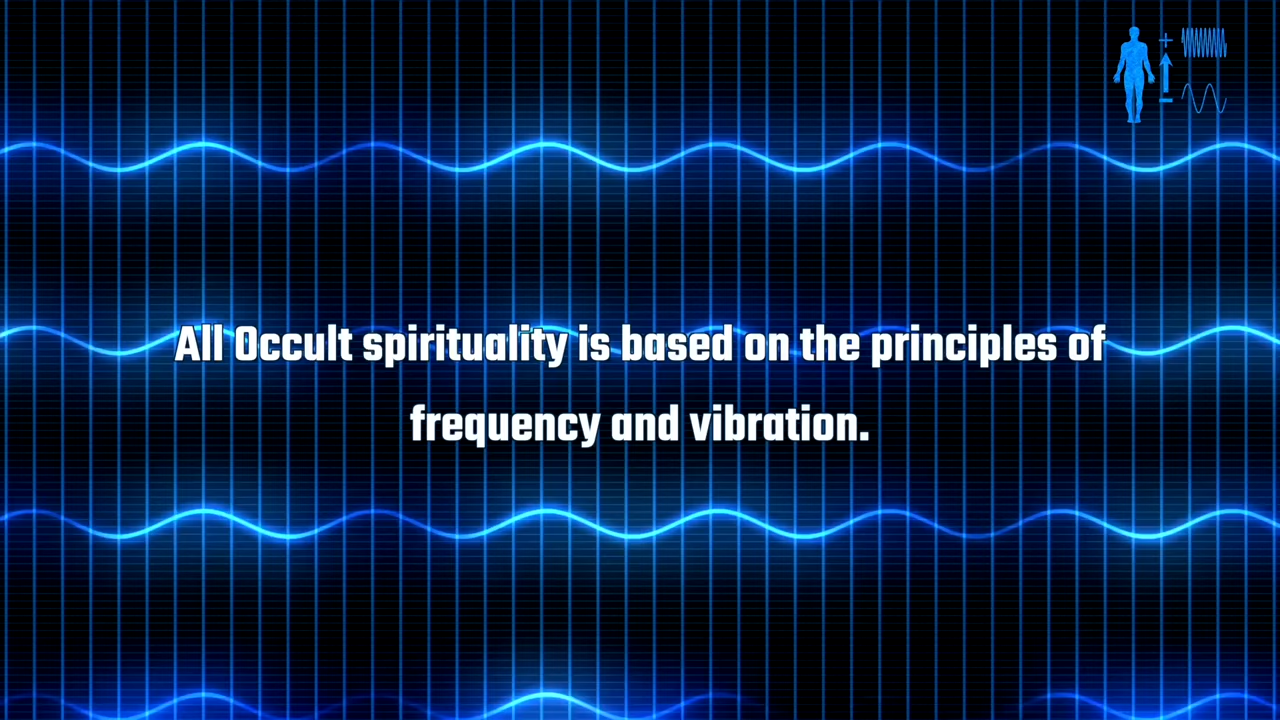 All Occult spirituality is based on the principles of
frequency and vibration.